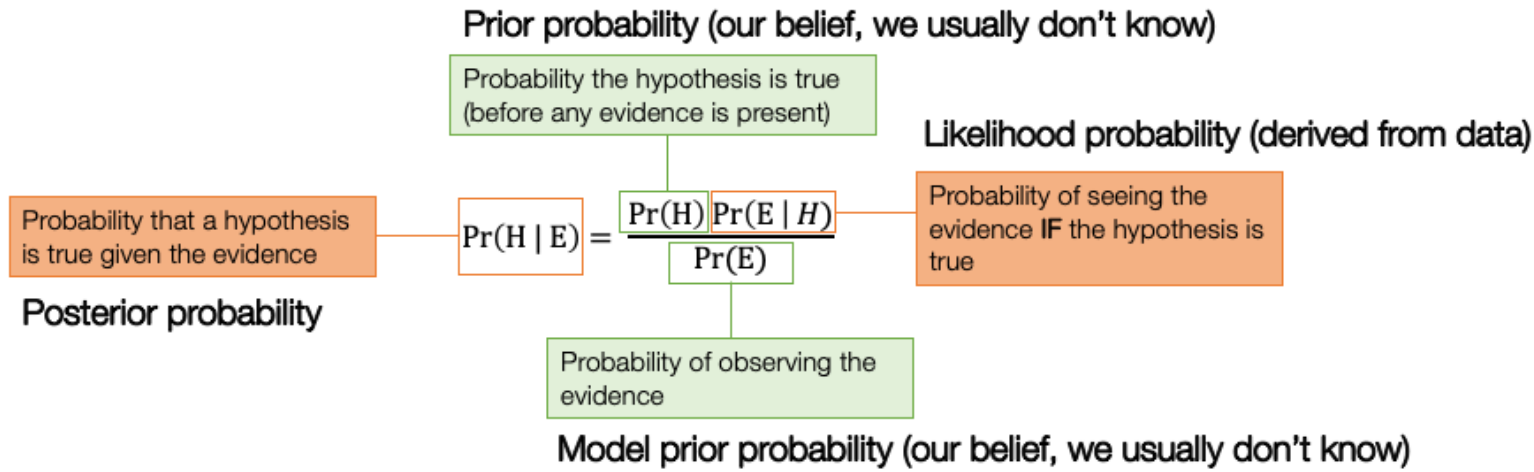 Prior probability (our belief, we usually don't know)
Probability the hypothesis is true
(before any evidence is present)
Likelihood probability (derived from data)
Probability of seeing the
evidence IF the hypothesis is
true
Probability that a hypothesis
is true given the evidence
Posterior probability
Pr(H | E) =
Pr(H) Pr(E | H)
Pr(E)
Probability of observing the
evidence
Model prior probability (our belief, we usually don't know)